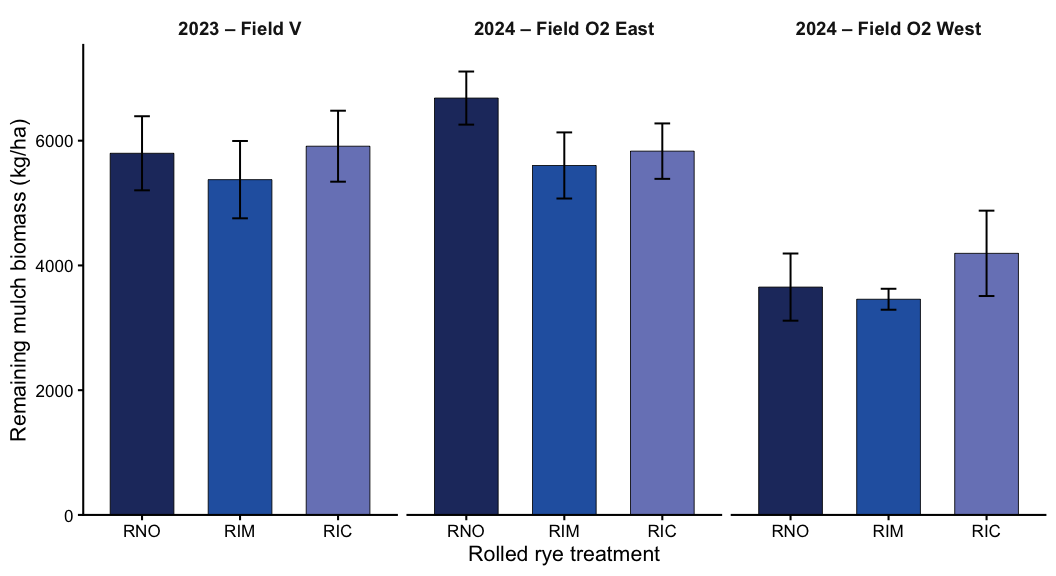 2023 – Field V
2024 – Field O2 East
2024 – Field O2 West
Remaining mulch biomass (kg/ha)
6000
4000
2000
0
RNO RIM RIC RNO RIM RIC RNO RIM RIC
Rolled rye treatment